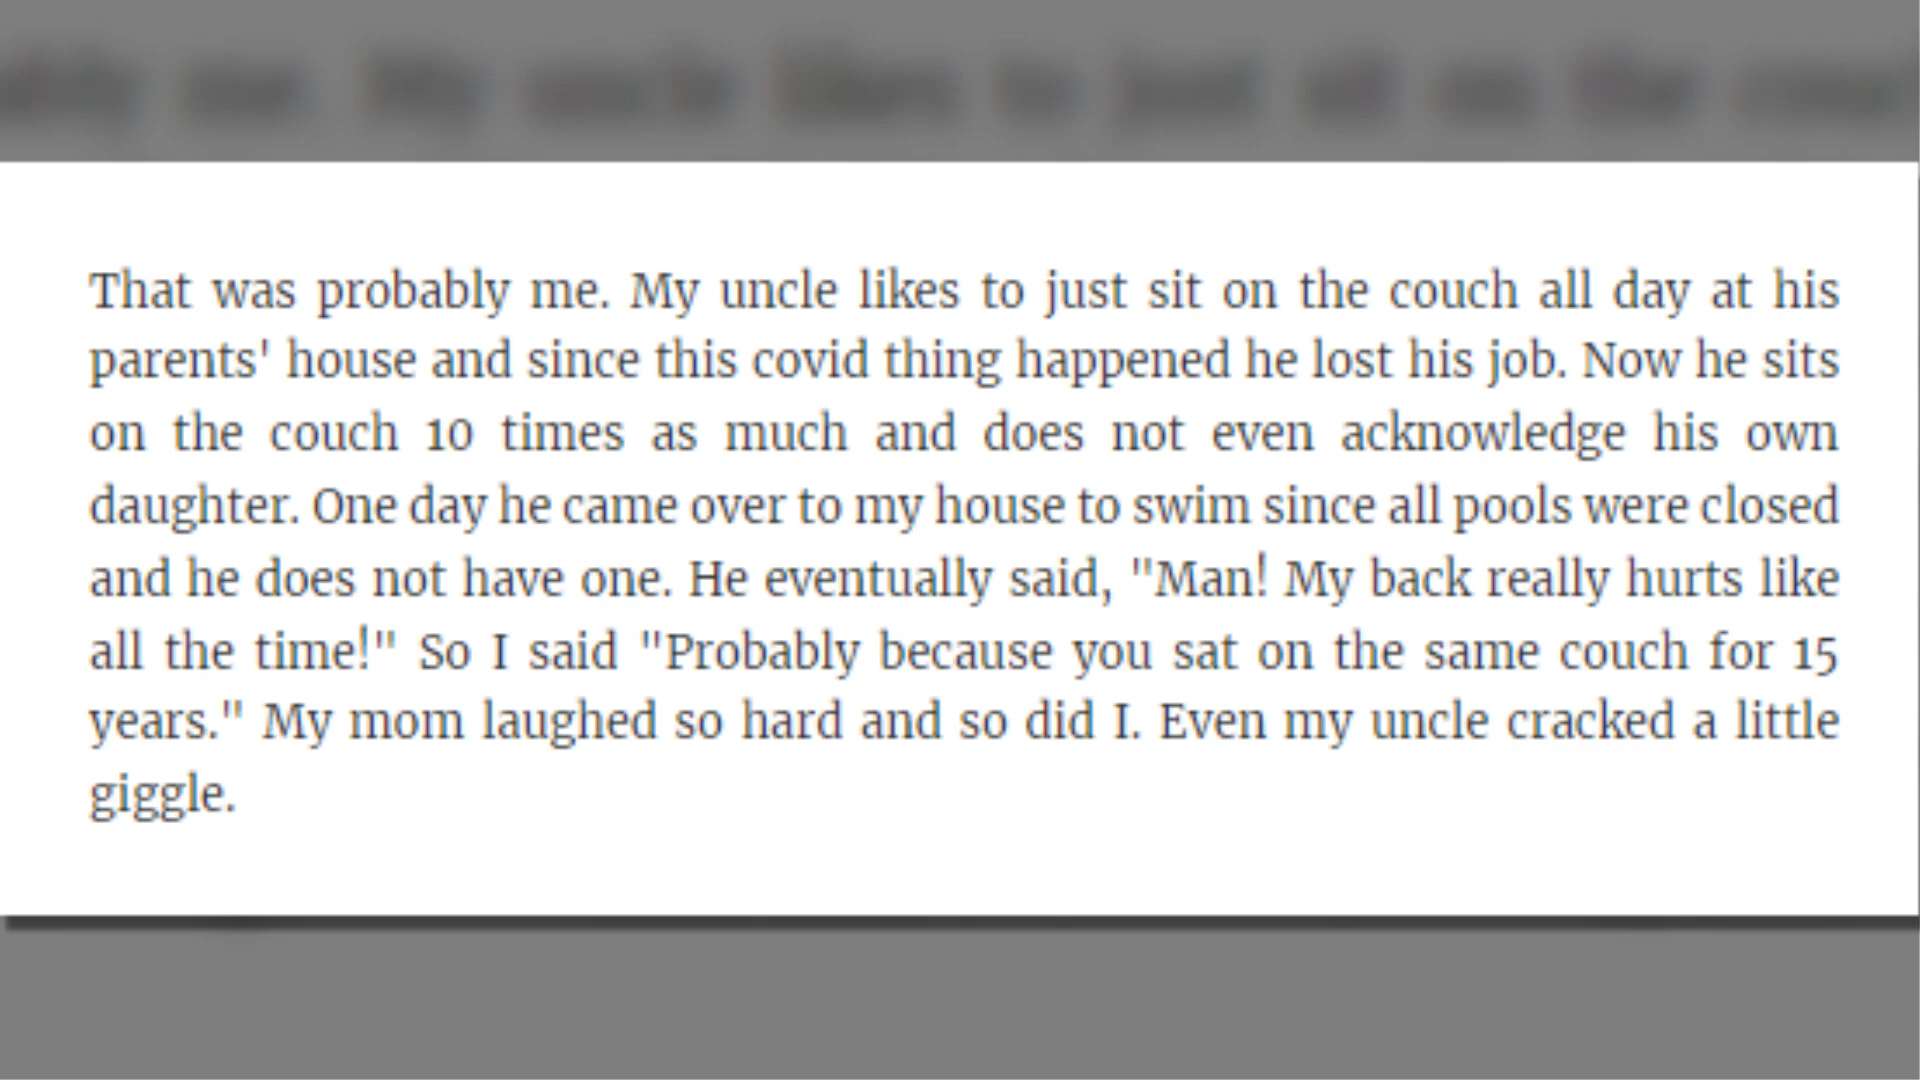 That was probably me. My uncle likes to just sit on the couch all day at his
parents' house and since this covid thing happened he lost his job. Now he sits
on the couch 10 times as much and does not even acknowledge his own
daughter. One day he came over to my house to swim since all pools were closed
and he does not have one. He eventually said, "Man! My back really hurts like
all the time!" So I said "Probably because you sat on the same couch for 15
years." My mom laughed so hard and so did I. Even my uncle cracked a little
giggle.